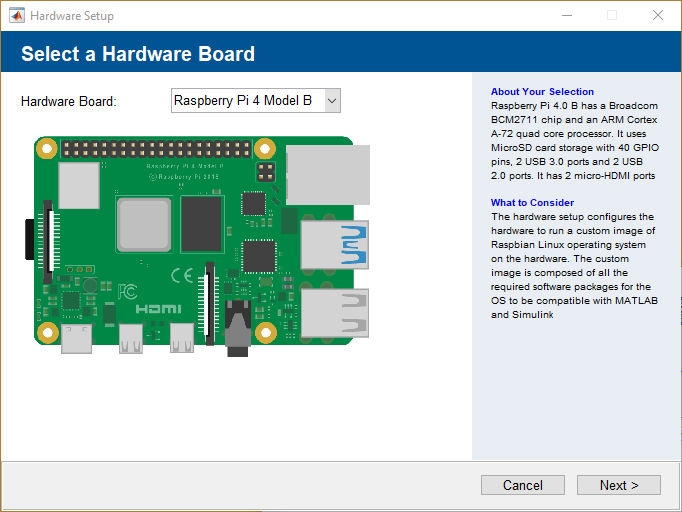 Hardware Setup
Select a Hardware Board
Hardware Board:
Raspberry Pi 4 Model B
Raspberry Pi 4 Model B
©Raspberry Pi 2018
CE
FC
HDMI
About Your Selection
Raspberry Pi 4.0 B has a Broadcom
BCM2711 chip and an ARM Cortex
A-72 quad core processor. It uses
MicroSD card storage with 40 GPIO
pins, 2 USB 3.0 ports and 2 USB
2.0 ports. It has 2 micro-HDMI ports
What to Consider
The hardware setup configures the
hardware to run a custom image of
Raspbian Linux operating system
on the hardware. The custom
image is composed of all the
required software packages for the
OS to be compatible with MATLAB
and Simulink
Cancel
Next >